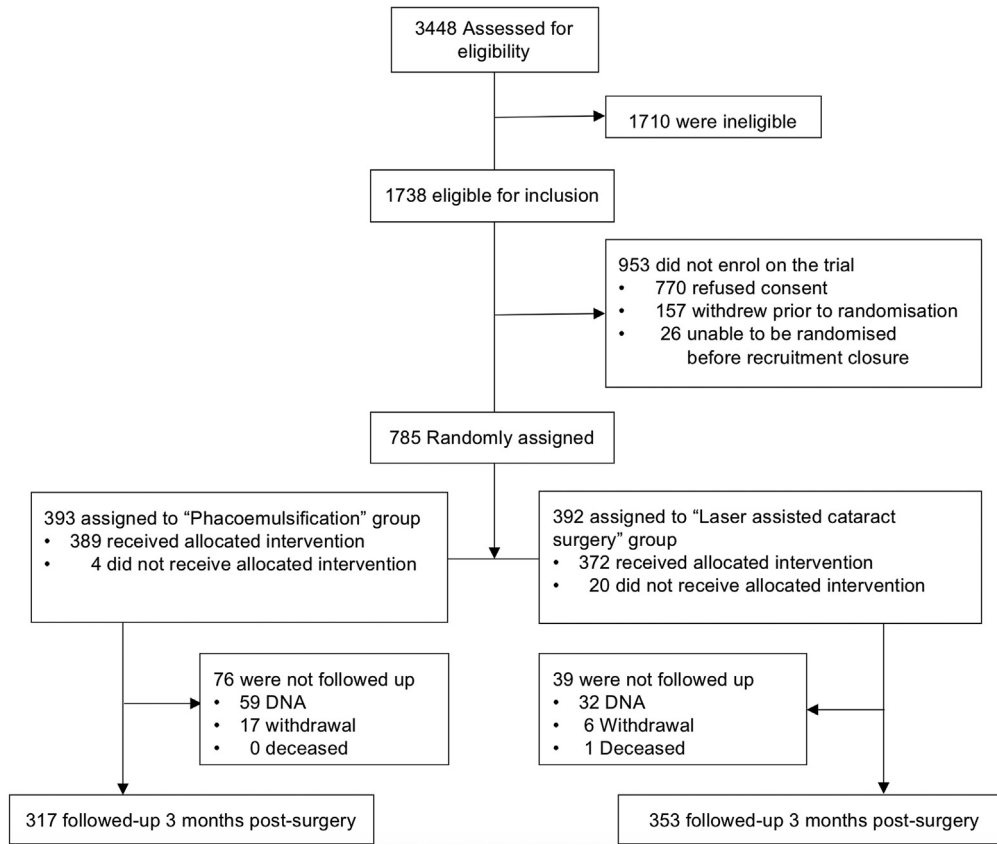 3448 Assessed for
eligibility
1710 were ineligible
1738 eligible for inclusion
953 did not enrol on the trial
• 770 refused consent
• 157 withdrew prior to randomisation
• 26 unable to be randomised
before recruitment closure
785 Randomly assigned
393 assigned to “Phacoemulsification” group
• 389 received allocated intervention
• 4 did not receive allocated intervention
392 assigned to “Laser assisted cataract
surgery” group
• 372 received allocated intervention
• 20 did not receive allocated intervention
76 were not followed up
• 59 DNA
• 17 withdrawal
• 0 deceased
39 were not followed up
• 32 DNA
• 6 Withdrawal
• 1 Deceased
317 followed-up 3 months post-surgery
353 followed-up 3 months post-surgery